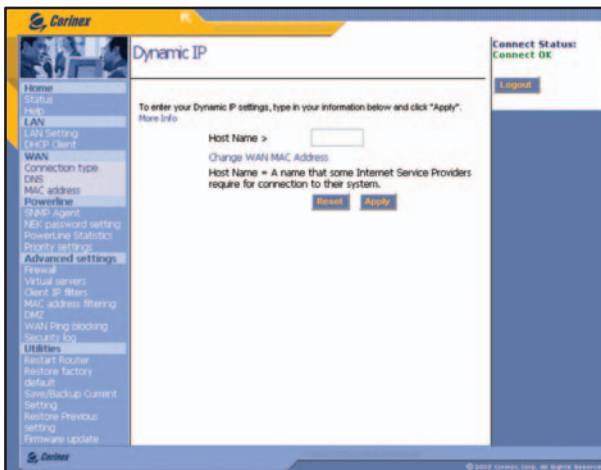 Corinex
Dynamic IP
Connect Status:
Connect OK
Logout
Home
Status
Help
LAN
LAN Setting
DHCP Client
WAN
Connection type
DNS
MAC address
Powerline
SNMP Agent
NEK password setting
PowerLine Statistics
Priority settings
Advanced settings
Firewall
Virtual servers
Client IP filters
MAC address filtering
DMZ
WAN Ping blocking
Security log
Utilities
Restart Router
Restore factory
default
Save/Backup Current
Setting
Restore Previous
setting
Firmware update
To enter your Dynamic IP settings, type in your information below and click "Apply".
More Info
Host Name >
Change WAN MAC Address
Host Name = A name that some Internet Service Providers
require for connection to their system.
Reset Apply
Corinex
Corinex Corp. All Rights Reserved